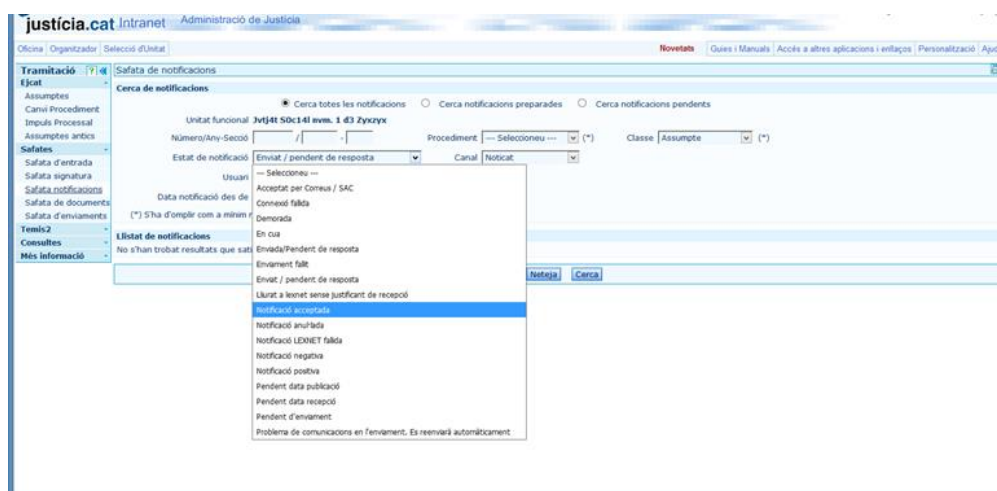 justícia.cat Intranet Administració de Justícia
Oficina Organitzador Selecció d'Unitat Novetats Guies i Manuals Accés a altres aplicacions i enllaços Personalització
Tramitació ? Safata de notificacions
Ejcat
Cerca de notificacions
Assumptes
Canvi Procediment
Impuls Processal
Assumptes antics
Safates
Safata d'entrada
Safata signatura
Safata notificacions
Safata de documents
Safata d'enviaments
Temis2
Consultes
Més informació
Cerca totes les notificacions Cerca notificacions preparades Cerca notificacions pendents
Unitat funcional Jvtj4t S0c14l nvm. 1 d3 Zyxzyx
Número/Any-Secció / - Procediment --- Seleccioneu --- (*) Classe Assumpte (*)
Estat de notificació Enviat / pendent de resposta Canal Noticat
Usuari
Data notificació des de
(*) S'ha d'omplir com a mínim
Llistat de notificacions
No s'han trobat resultats que
--- Seleccioneu ---
Acceptat per Correus / SAC
Connexió fallida
Demorada
En cua
Enviada/Pendent de resposta
Enviament fallit
Enviat / pendent de resposta
Lliurat a lexnet sense justificant de recepció
Notificació acceptada
Notificació anul·lada
Notificació LEXNET fallida
Notificació negativa
Notificació positiva
Pendent data publicació
Pendent data recepció
Pendent d'enviament
Problema de comunicacions en l'enviament. Es reenviarà automàticament
Neteja Cerca